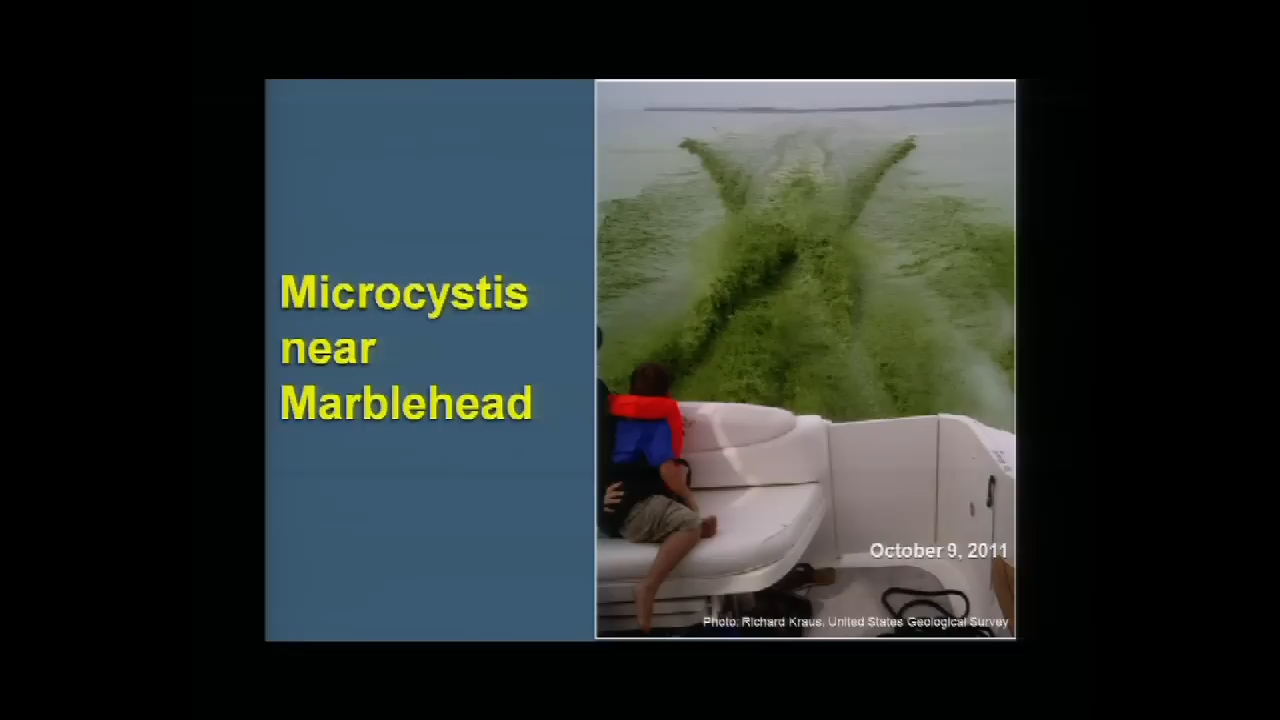 Microcystis
near
Marblehead
October 9, 2011
Photo: Richard Kraus, United States Geological Survey